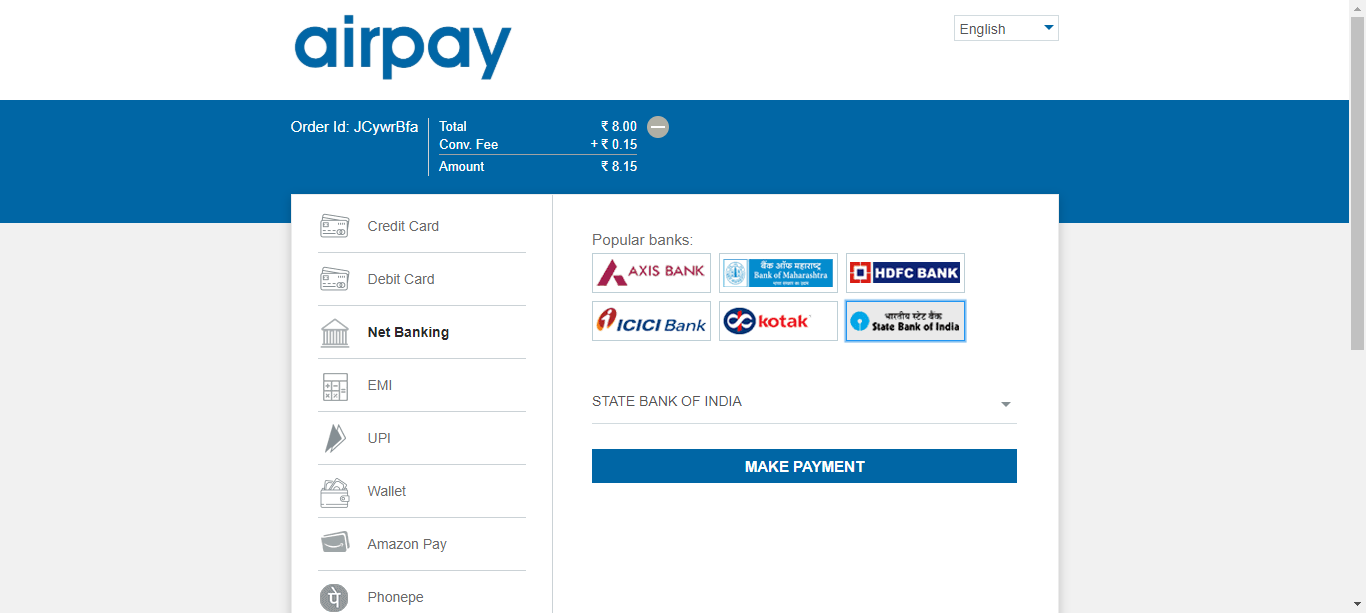 airpay
English
Order Id: JCywrBfa
Total ₹ 8.00
Conv. Fee + ₹ 0.15
Amount ₹ 8.15
Credit Card
Debit Card
Net Banking
EMI
UPI
Wallet
Amazon Pay
पे Phonepe
Popular banks:
AXIS BANK
बैंक ऑफ महाराष्ट्र
Bank of Maharashtra
HDFC BANK
ICICI Bank
kotak
भारतीय स्टेट बैंक
State Bank of India
STATE BANK OF INDIA
MAKE PAYMENT